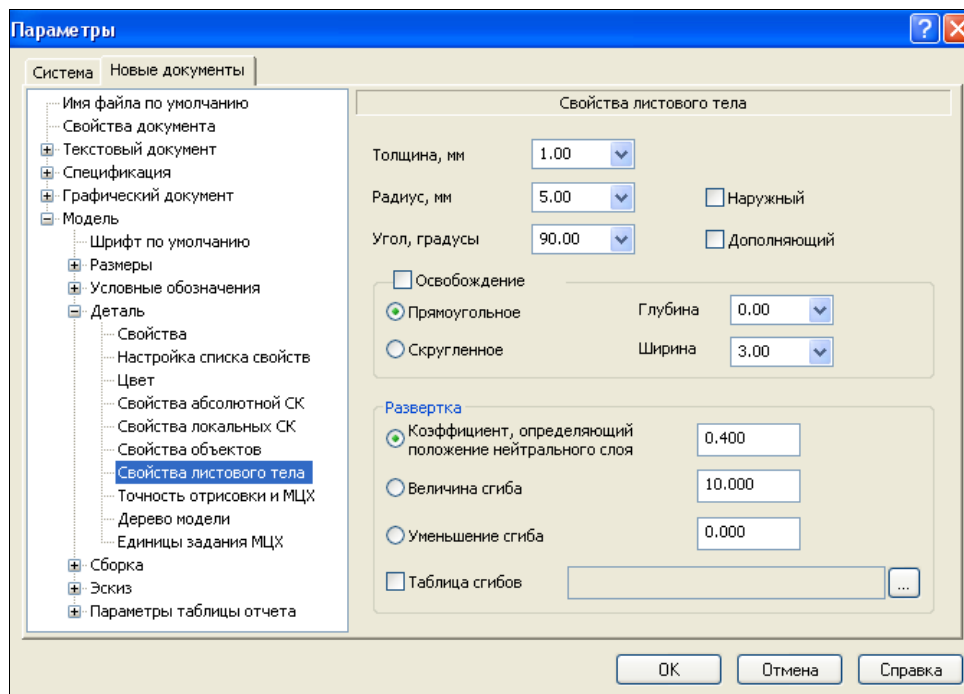 Параметры
Система
Новые документы
Имя файла по умолчанию
Свойства документа
Текстовый документ
Спецификация
Графический документ
Модель
Шрифт по умолчанию
Размеры
Условные обозначения
Деталь
Свойства
Настройка списка свойств
Цвет
Свойства абсолютной СК
Свойства локальных СК
Свойства объектов
Свойства листового тела
Точность отрисовки и МЦХ
Дерево модели
Единицы задания МЦХ
Сборка
Эскиз
Параметры таблицы отчета
Свойства листового тела
Толщина, мм 1.00
Радиус, мм 5.00 Наружный
Угол, градусы 90.00 Дополняющий
Освобождение
Прямоугольное Глубина 0.00
Скругленное Ширина 3.00
Развертка
Коэффициент, определяющий
положение нейтрального слоя 0.400
Величина сгиба 10.000
Уменьшение сгиба 0.000
Таблица сгибов ...
OK Отмена Справка